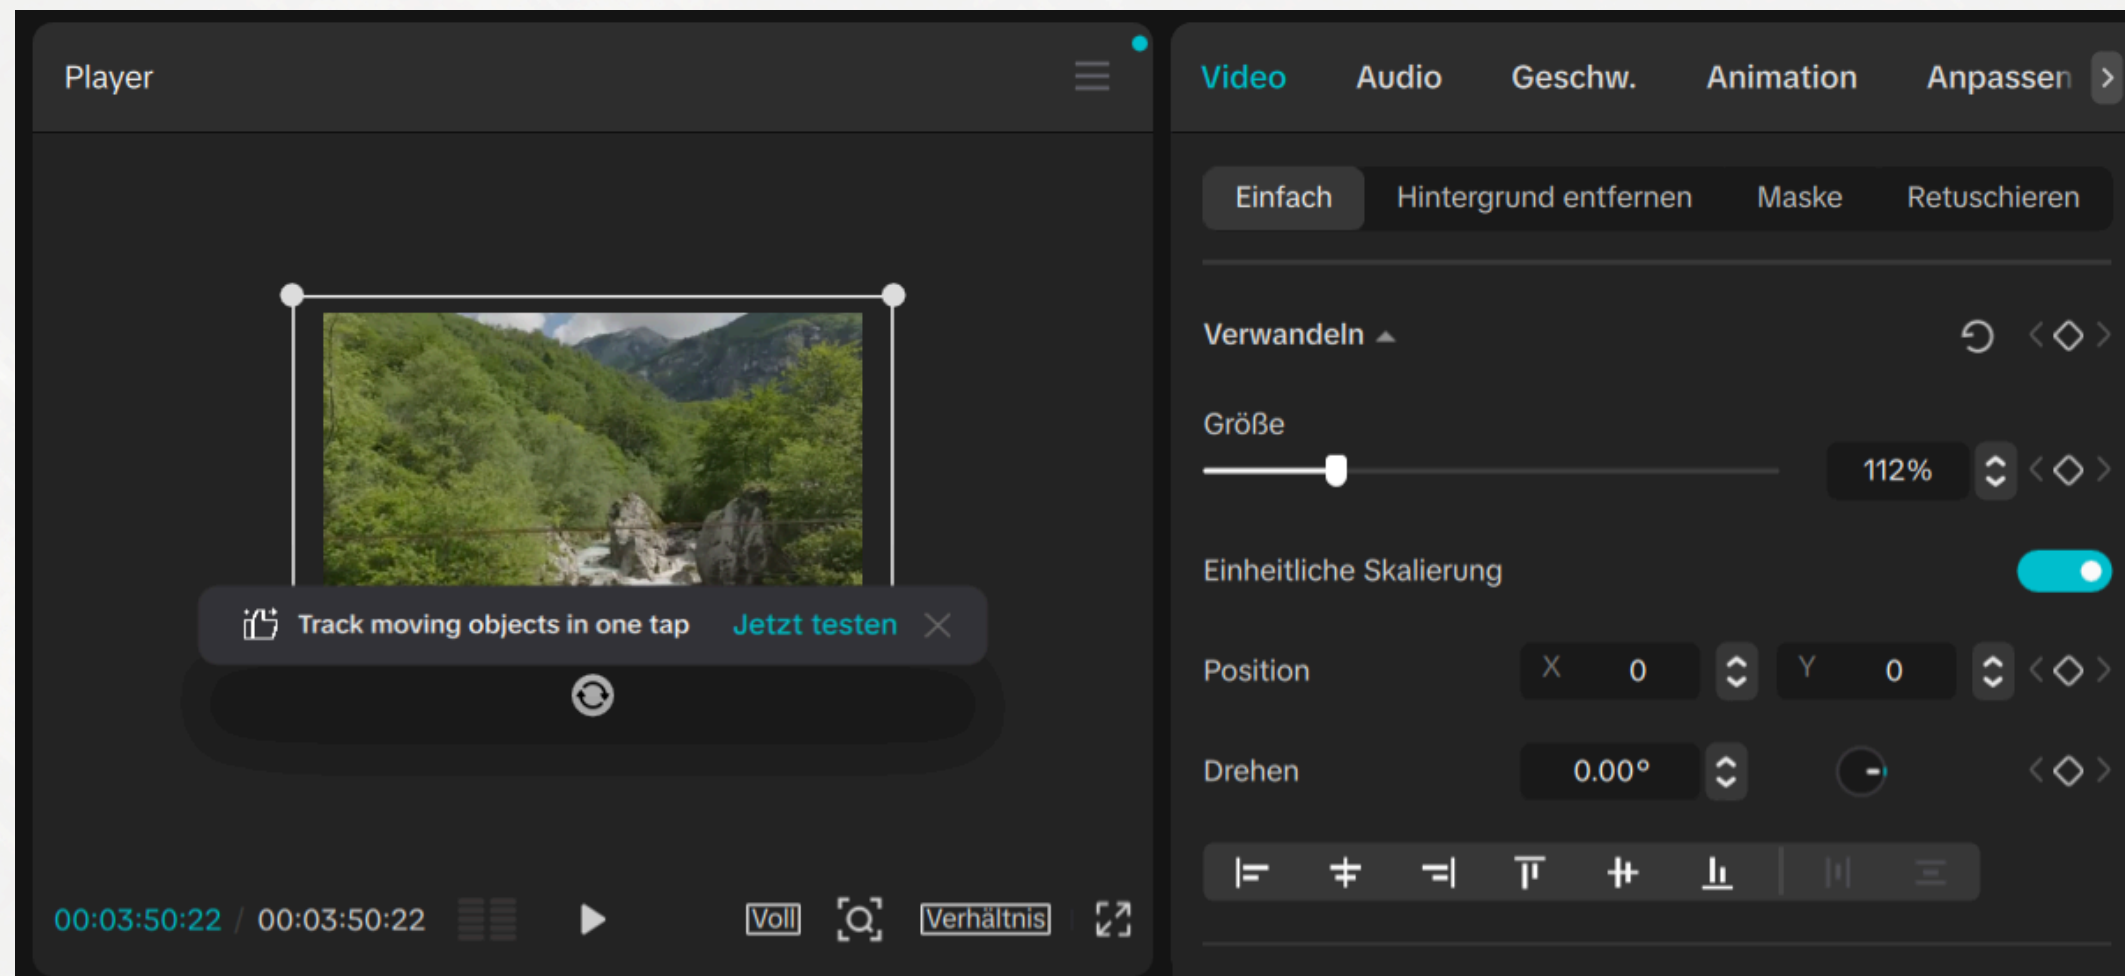 Player
Video Audio Geschw. Animation Anpassen
Einfach Hintergrund entfernen Maske Retuschieren
Verwandeln
Größe
112%
Einheitliche Skalierung
Track moving objects in one tap Jetzt testen
Position X 0 Y 0
Drehen 0.00°
00:03:50:22 / 00:03:50:22 Voll Verhältnis